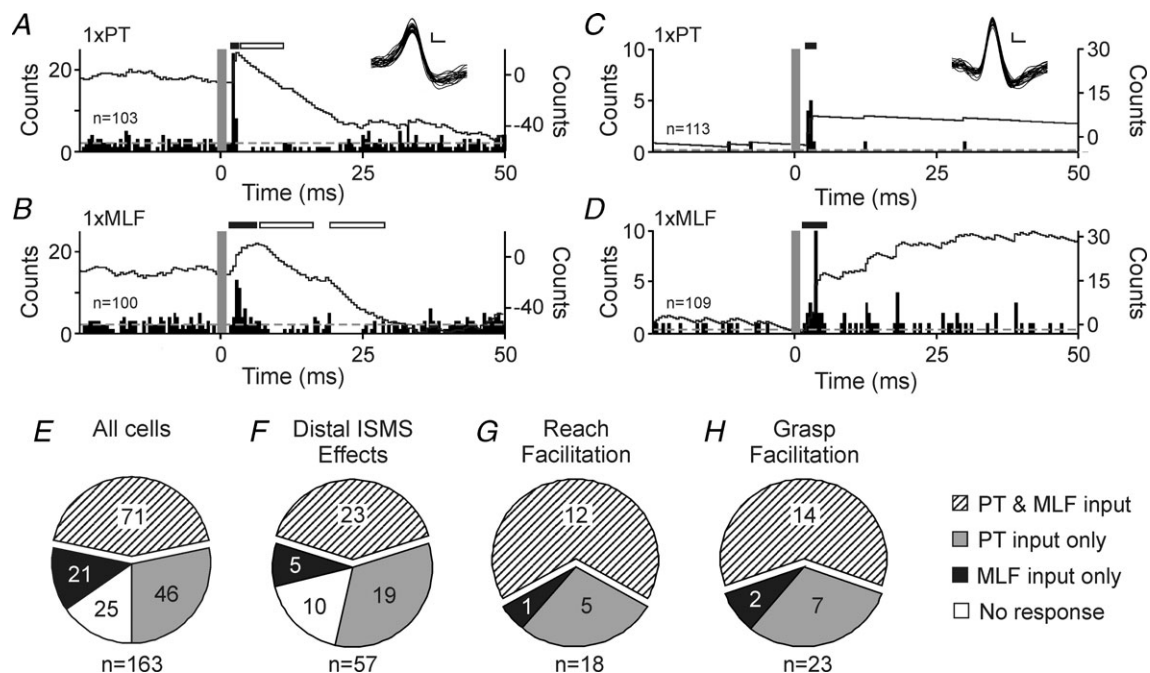 A
1xPT
20
10
0
Counts
n=103
0
-40
Counts
0
25
50
Time (ms)
C
1xPT
10
5
0
Counts
n=113
30
15
0
Counts
0
25
50
Time (ms)
B
1xMLF
20
10
0
Counts
n=100
0
-40
Counts
0
25
50
Time (ms)
D
1xMLF
10
5
0
Counts
n=109
30
15
0
Counts
0
25
50
Time (ms)
E
All cells
71
21
25
46
n=163
F
Distal ISMS
Effects
23
5
10
19
n=57
G
Reach
Facilitation
12
1
5
n=18
H
Grasp
Facilitation
14
2
7
n=23
PT & MLF input
PT input only
MLF input only
No response